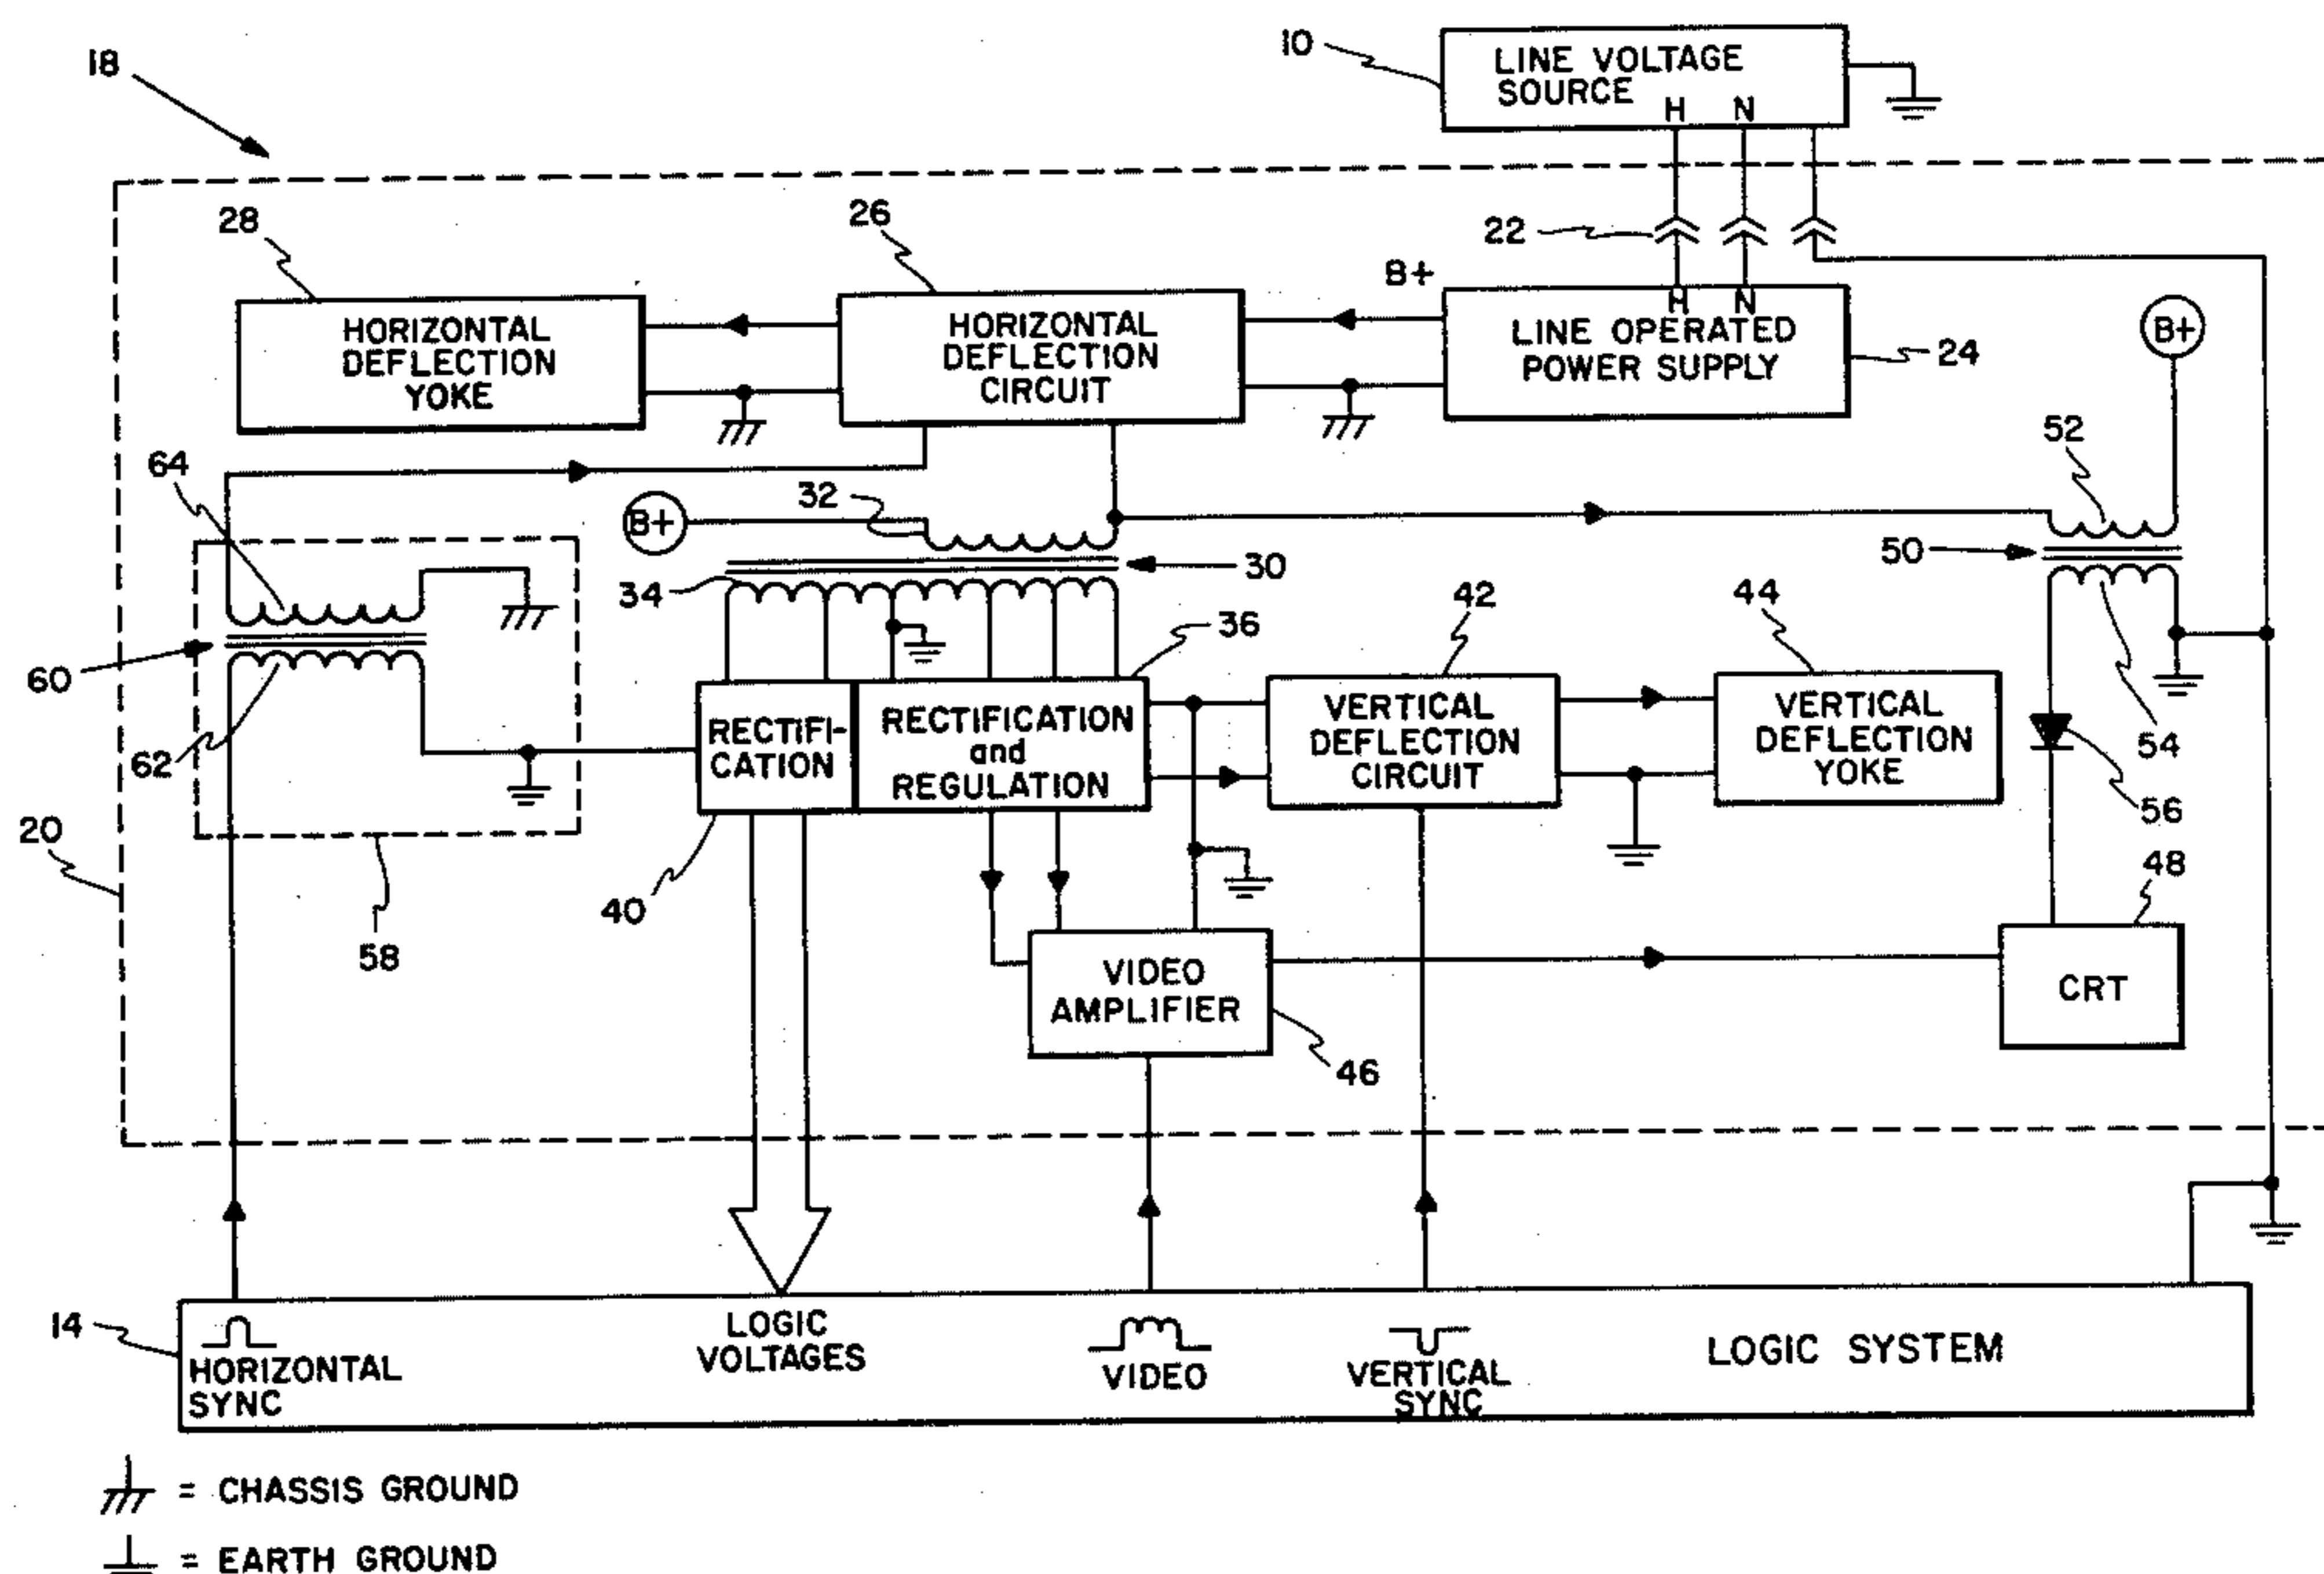 18
10
LINE VOLTAGE
SOURCE
H N
28
26
22
B+
HORIZONTAL
DEFLECTION
YOKE
HORIZONTAL
DEFLECTION
CIRCUIT
H N
LINE OPERATED
POWER SUPPLY
24
B+
64
32
B+
52
50
30
34
36
42
44
60
62
RECTIFI-
CATION
RECTIFICATION
and
REGULATION
VERTICAL
DEFLECTION
CIRCUIT
VERTICAL
DEFLECTION
YOKE
54
56
20
58
40
48
VIDEO
AMPLIFIER
CRT
46
14
HORIZONTAL
SYNC
LOGIC
VOLTAGES
VIDEO
VERTICAL
SYNC
LOGIC SYSTEM
= CHASSIS GROUND
= EARTH GROUND